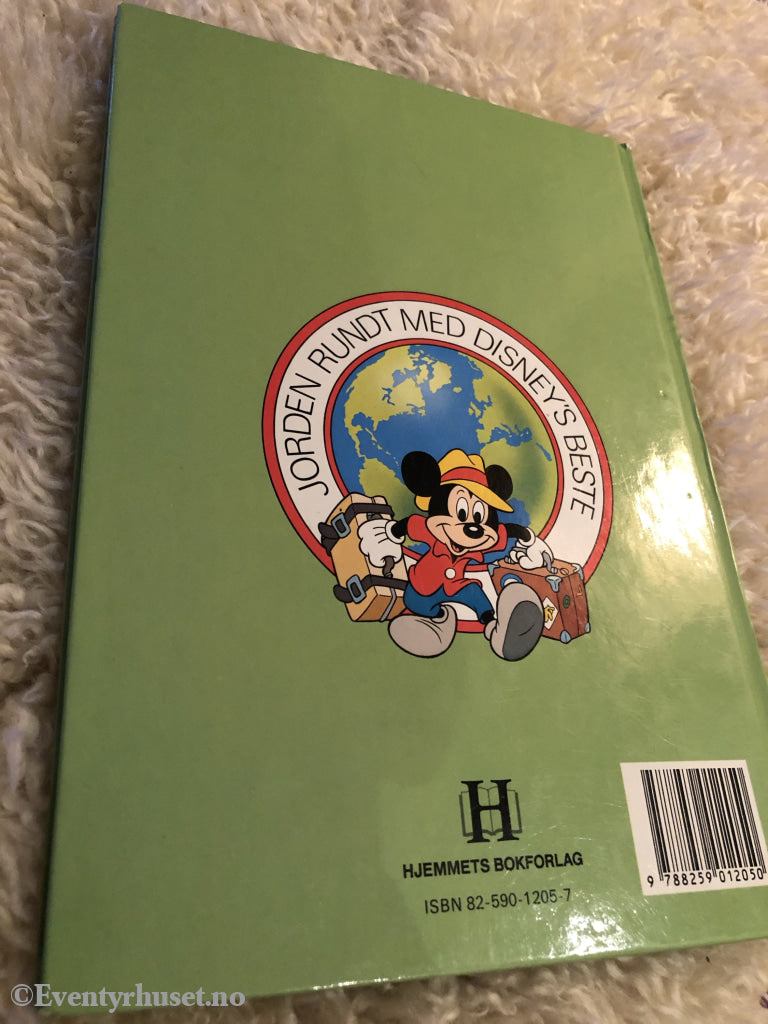 JORDEN RUNDT MED DISNEY'S BESTE
H
HJEMMETS BOKFORLAG
ISBN 82-590-1205-7
9 788259 012050
©Eventyrhuset.no